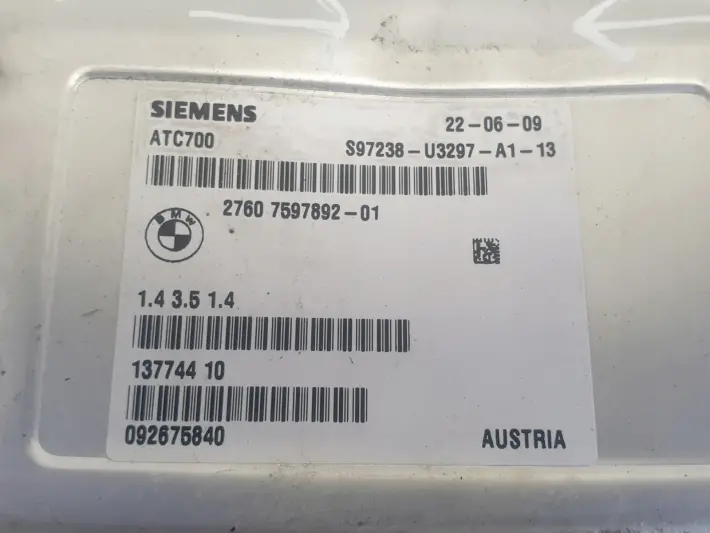 SIEMENS
22-06-09
ATC700
S97238-U3297-A1-13
BMW
2760 7597892-01
1.4 3.5 1.4
137744 10
092675840
AUSTRIA